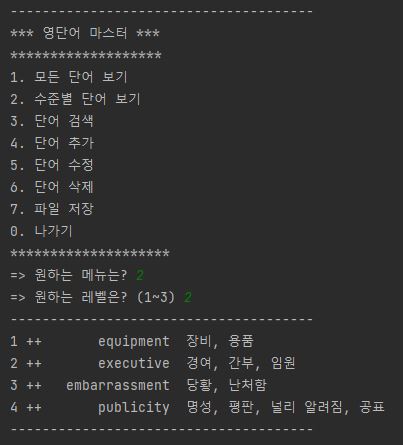 --------------------------------------
*** 영단어 마스터 ***
*******************
1. 모든 단어 보기
2. 수준별 단어 보기
3. 단어 검색
4. 단어 추가
5. 단어 수정
6. 단어 삭제
7. 파일 저장
0. 나가기
********************
=> 원하는 메뉴는? 2
=> 원하는 레벨은? (1~3) 2
--------------------------------------
1 ++ equipment 장비, 용품
2 ++ executive 경여, 간부, 임원
3 ++ embarrassment 당황, 난처함
4 ++ publicity 명성, 평판, 널리 알려짐, 공표
--------------------------------------